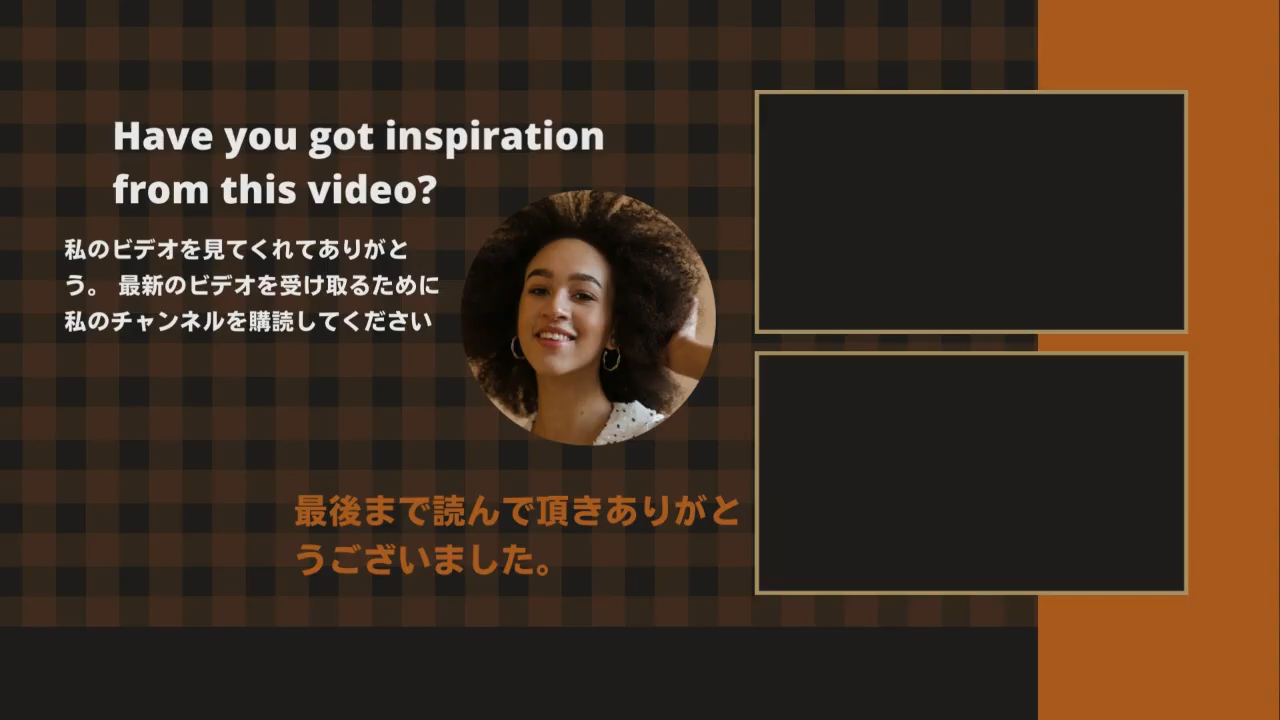 Have you got inspiration
from this video?
私のビデオを見てくれてありがと
う。 最新のビデオを受け取るために
私のチャンネルを購読してください
最後まで読んで頂きありがと
うございました。